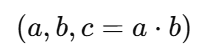 (a, b, c = a · b)